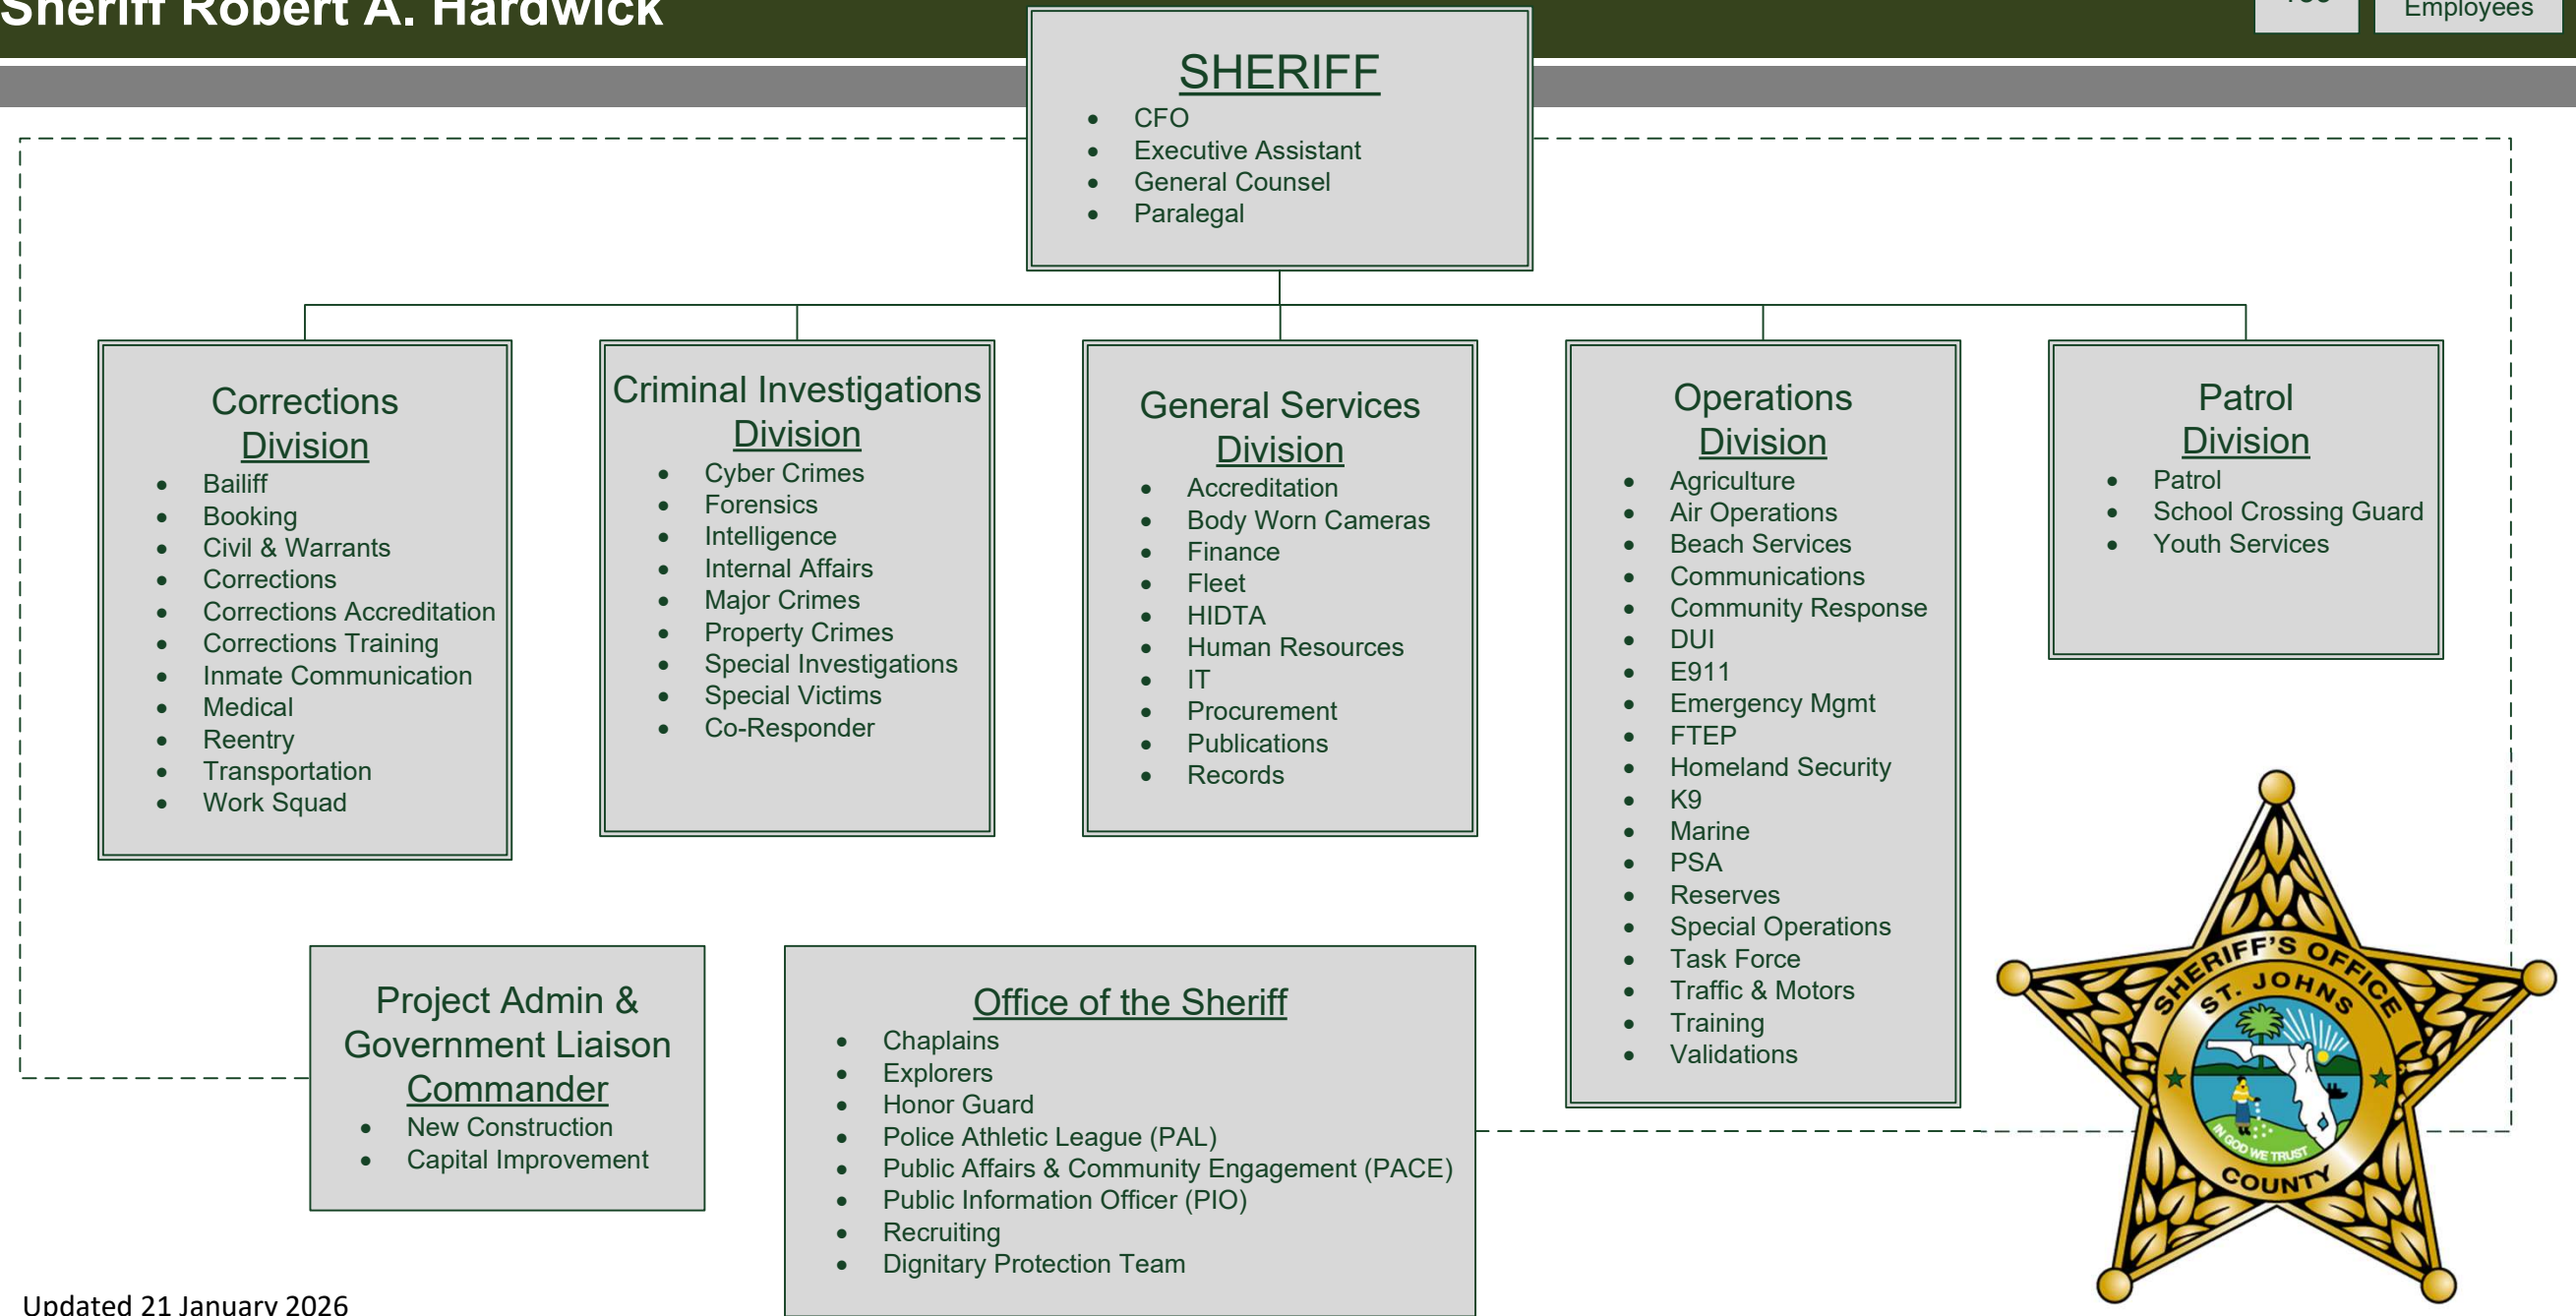 Sheriff Robert A. Hardwick
Employees
SHERIFF
• CFO
• Executive Assistant
• General Counsel
• Paralegal
Corrections
Division
• Bailiff
• Booking
• Civil & Warrants
• Corrections
• Corrections Accreditation
• Corrections Training
• Inmate Communication
• Medical
• Reentry
• Transportation
• Work Squad
Criminal Investigations
Division
• Cyber Crimes
• Forensics
• Intelligence
• Internal Affairs
• Major Crimes
• Property Crimes
• Special Investigations
• Special Victims
• Co-Responder
General Services
Division
• Accreditation
• Body Worn Cameras
• Finance
• Fleet
• HIDTA
• Human Resources
• IT
• Procurement
• Publications
• Records
Operations
Division
• Agriculture
• Air Operations
• Beach Services
• Communications
• Community Response
• DUI
• E911
• Emergency Mgmt
• FTEP
• Homeland Security
• K9
• Marine
• PSA
• Reserves
• Special Operations
• Task Force
• Traffic & Motors
• Training
• Validations
Patrol
Division
• Patrol
• School Crossing Guard
• Youth Services
Project Admin &
Government Liaison
Commander
• New Construction
• Capital Improvement
Office of the Sheriff
• Chaplains
• Explorers
• Honor Guard
• Police Athletic League (PAL)
• Public Affairs & Community Engagement (PACE)
• Public Information Officer (PIO)
• Recruiting
• Dignitary Protection Team
SHERIFF'S OFFICE
ST. JOHNS
IN GOD WE TRUST
COUNTY
Updated 21 January 2026